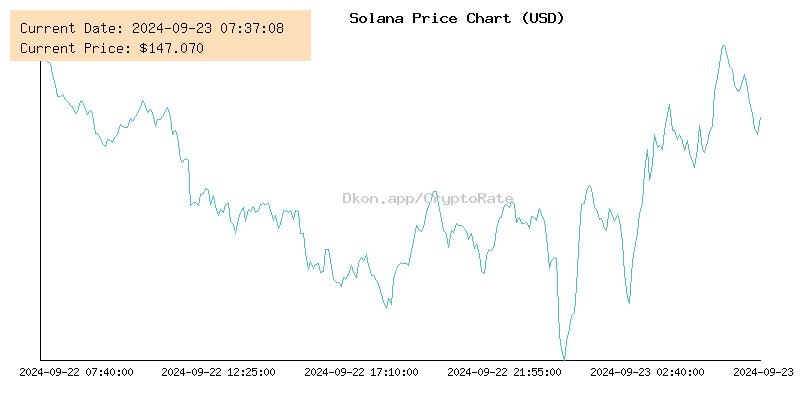 Solana Price Chart (USD)
Current Date: 2024-09-23 07:37:08
Current Price: $147.070
Dkon.app/CryptoRate
2024-09-22 07:40:00 2024-09-22 12:25:00 2024-09-22 17:10:00 2024-09-22 21:55:00 2024-09-23 02:40:00 2024-09-23